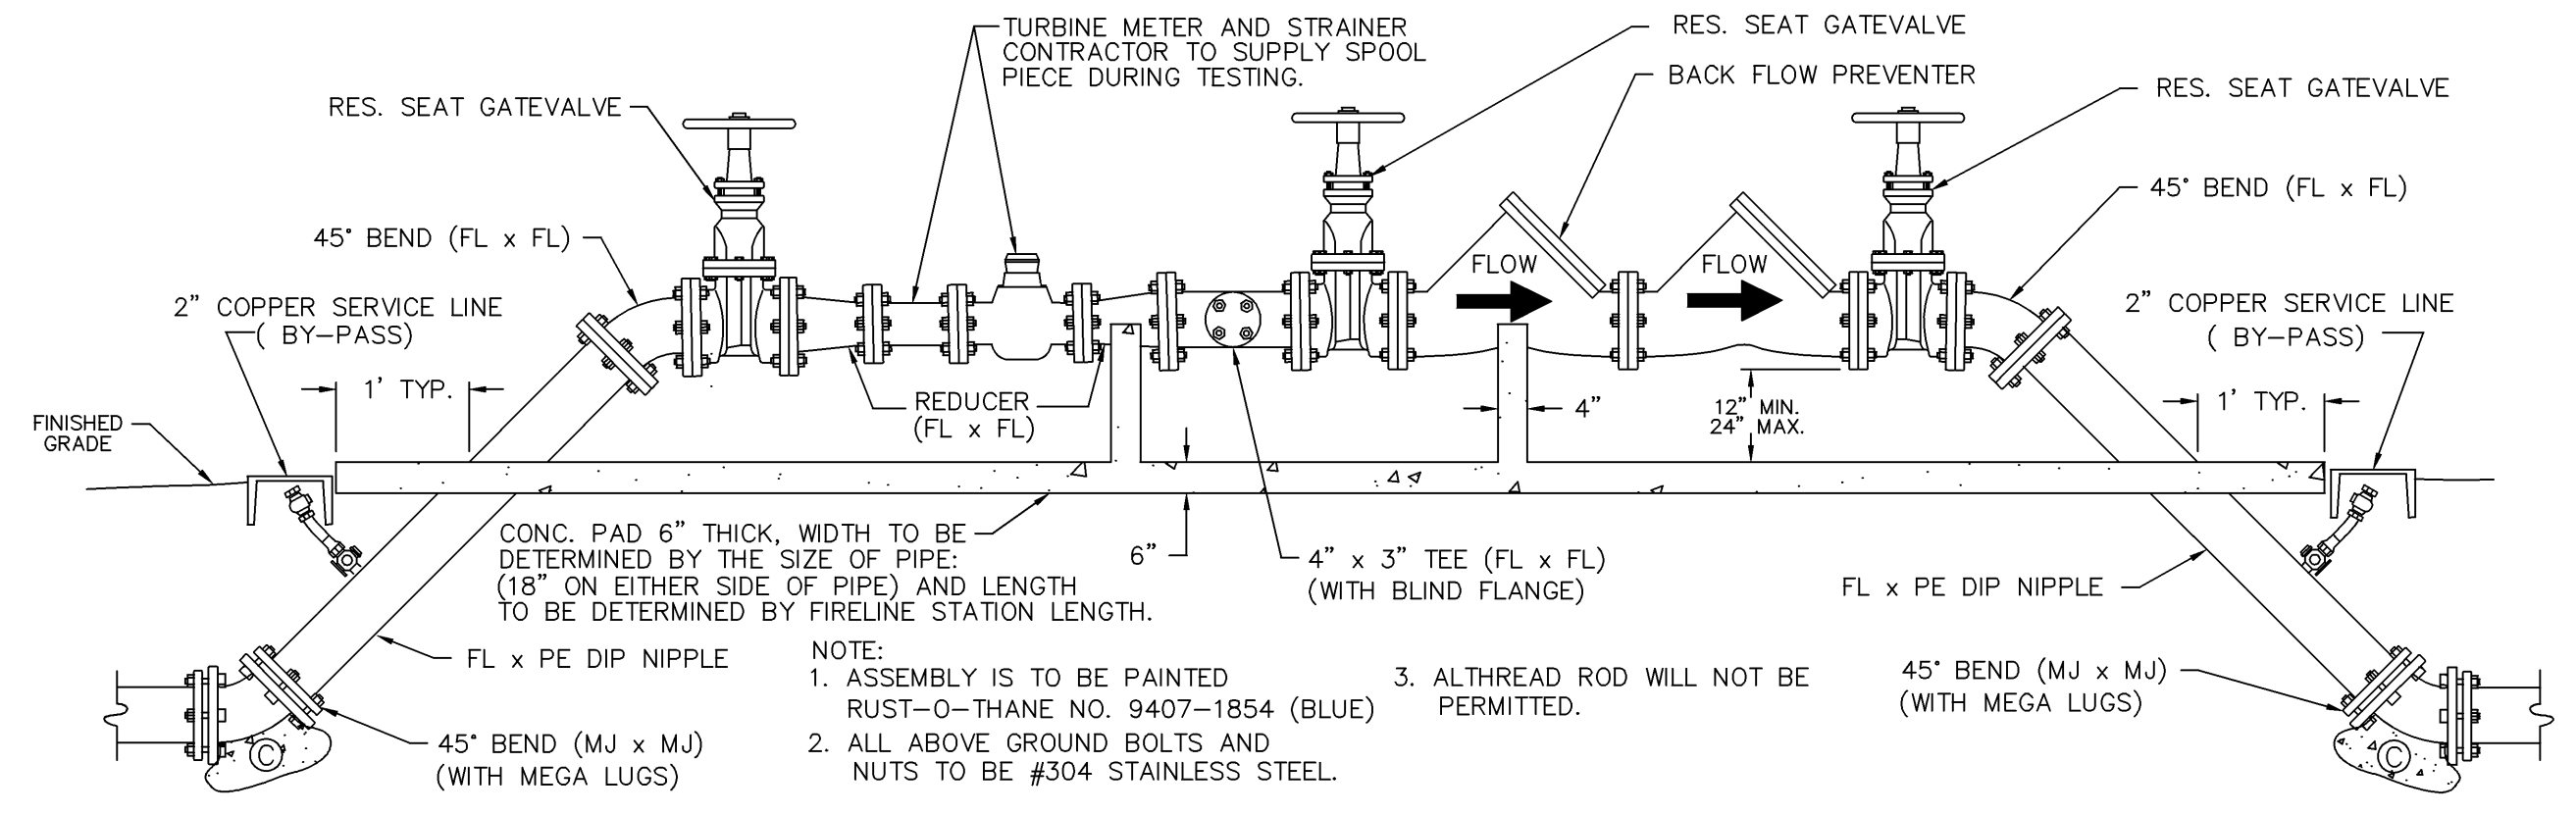 TURBINE METER AND STRAINER
CONTRACTOR TO SUPPLY SPOOL
PIECE DURING TESTING.
RES. SEAT GATEVALVE
BACK FLOW PREVENTER
RES. SEAT GATEVALVE
RES. SEAT GATEVALVE
45° BEND (FL x FL)
45° BEND (FL x FL)
FLOW
FLOW
2" COPPER SERVICE LINE
( BY-PASS)
2" COPPER SERVICE LINE
( BY-PASS)
1' TYP.
REDUCER
(FL x FL)
4"
12" MIN.
24" MAX.
1' TYP.
FINISHED
GRADE
CONC. PAD 6" THICK, WIDTH TO BE
DETERMINED BY THE SIZE OF PIPE:
(18" ON EITHER SIDE OF PIPE) AND LENGTH
TO BE DETERMINED BY FIRELINE STATION LENGTH.
6"
4" x 3" TEE (FL x FL)
(WITH BLIND FLANGE)
FL x PE DIP NIPPLE
FL x PE DIP NIPPLE
NOTE:
1. ASSEMBLY IS TO BE PAINTED
RUST-O-THANE NO. 9407-1854 (BLUE)
2. ALL ABOVE GROUND BOLTS AND
NUTS TO BE #304 STAINLESS STEEL.
3. ALTHREAD ROD WILL NOT BE
PERMITTED.
45° BEND (MJ x MJ)
(WITH MEGA LUGS)
45° BEND (MJ x MJ)
(WITH MEGA LUGS)
C
C